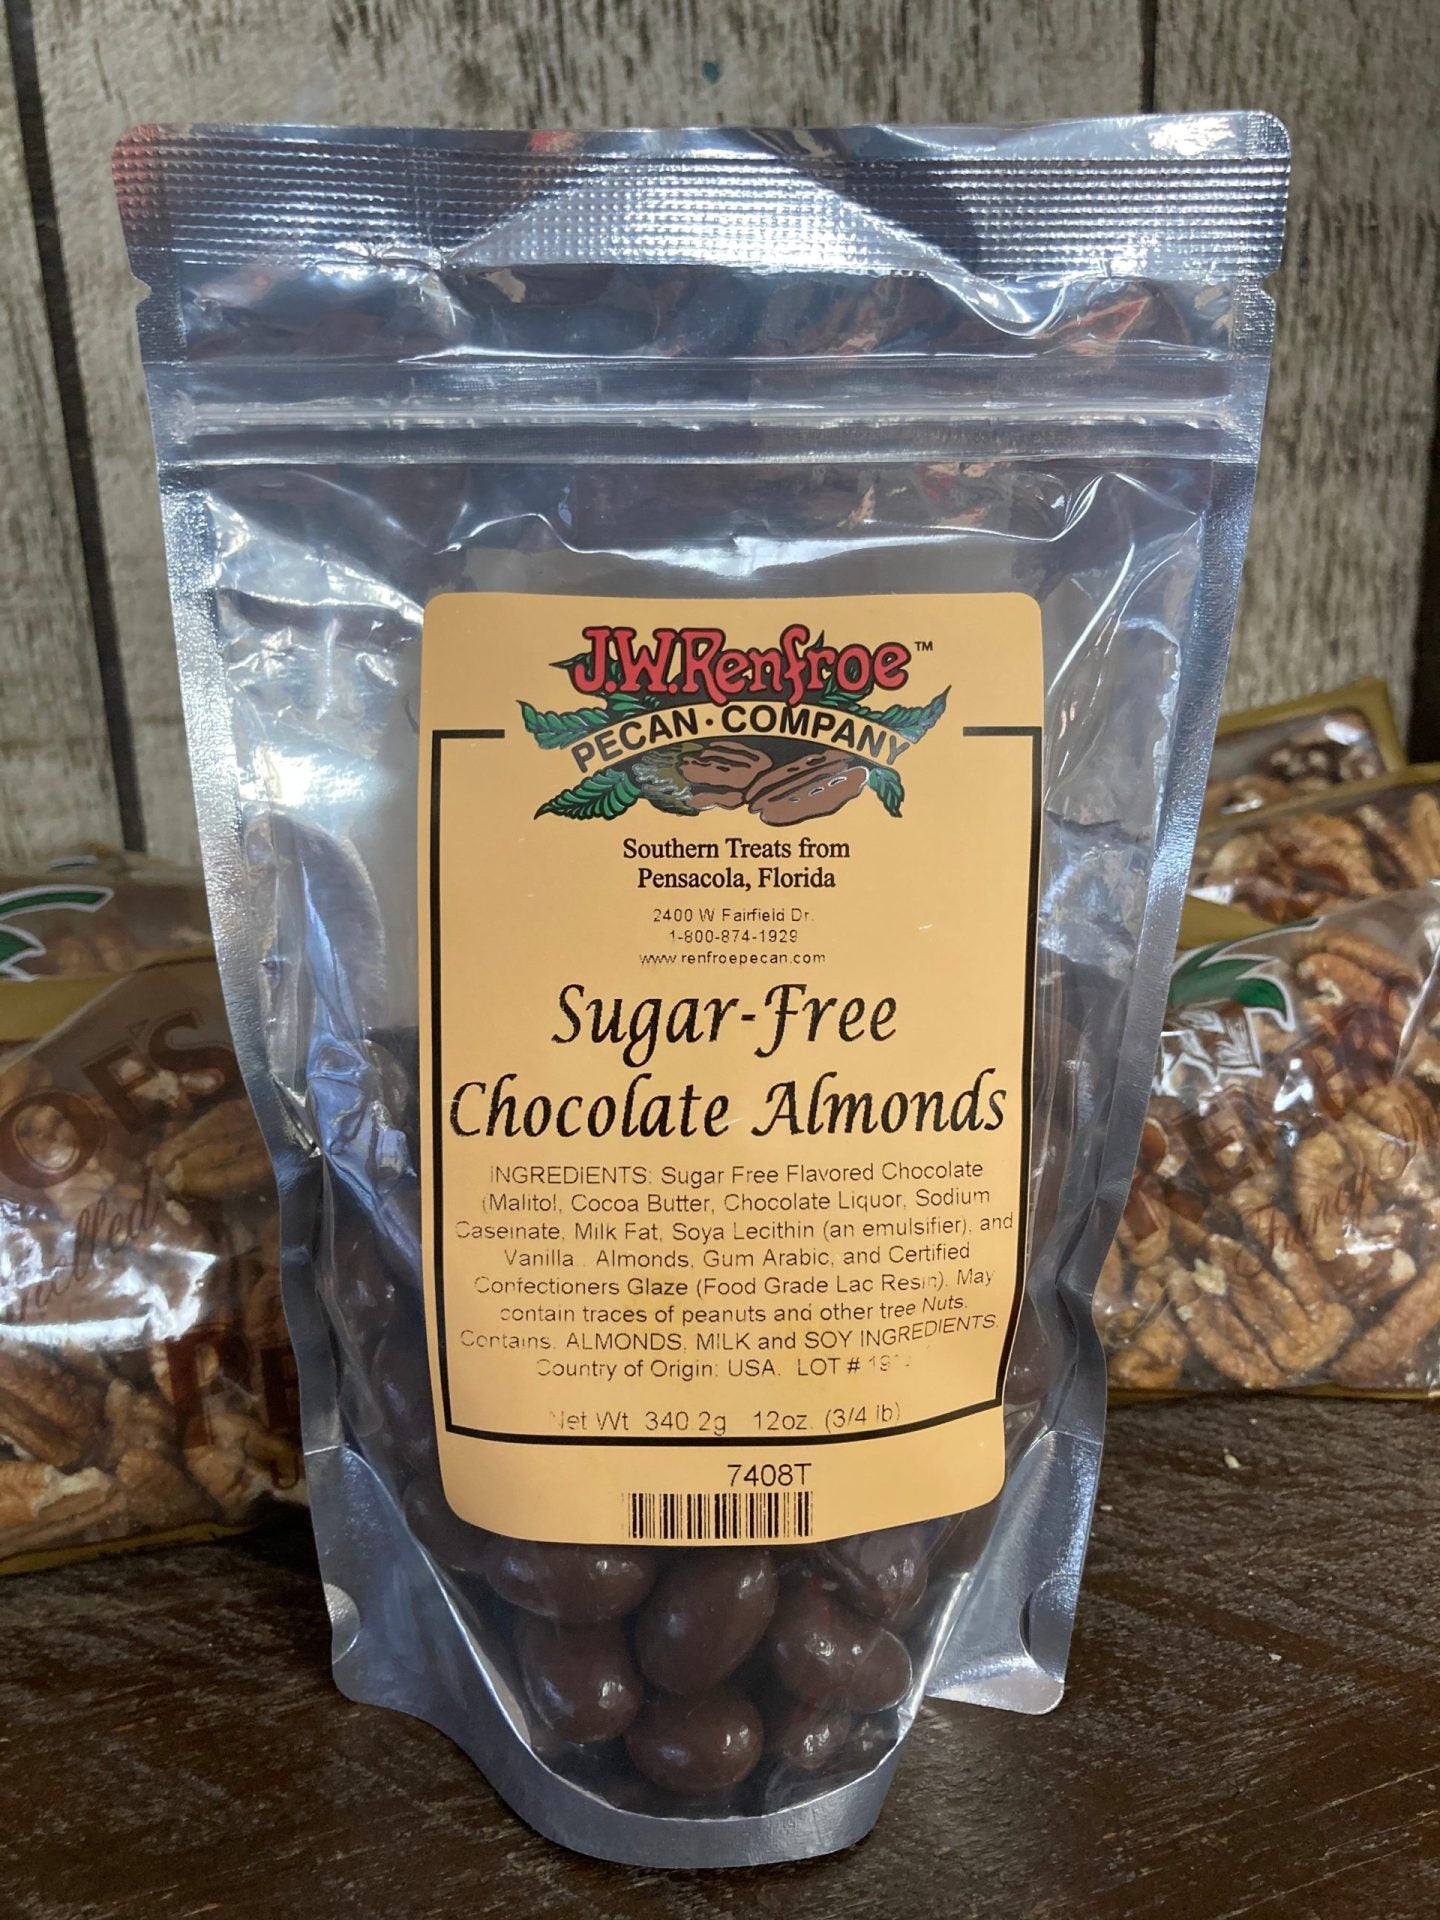 J.W.Renfroe™
PECAN · COMPANY
Southern Treats from
Pensacola, Florida
2400 W Fairfield Dr.
1-800-874-1929
www.renfroepecan.com
Sugar-Free
Chocolate Almonds
INGREDIENTS: Sugar Free Flavored Chocolate
(Malitol, Cocoa Butter, Chocolate Liquor, Sodium
Caseinate, Milk Fat, Soya Lecithin (an emulsifier), and
Vanilla.. Almonds, Gum Arabic, and Certified
Confectioners Glaze (Food Grade Lac Resin). May
contain traces of peanuts and other tree Nuts.
Contains: ALMONDS, MILK and SOY INGREDIENTS.
Country of Origin: USA. LOT #
Net Wt 340.2g 12oz. (3/4 lb)
7408T
OE'S
Fancy